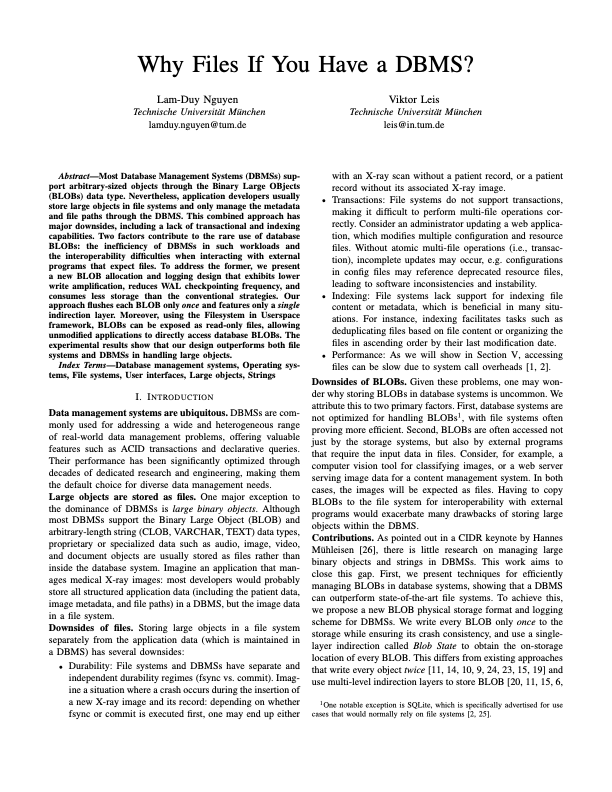 Why Files If You Have a DBMS?
Lam-Duy Nguyen
Technische Universität München
lamduy.nguyen@tum.de
Viktor Leis
Technische Universität München
leis@in.tum.de
Abstract—Most Database Management Systems (DBMSs) sup-
port arbitrary-sized objects through the Binary Large OBjects
(BLOBs) data type. Nevertheless, application developers usually
store large objects in file systems and only manage the metadata
and file paths through the DBMS. This combined approach has
major downsides, including a lack of transactional and indexing
capabilities. Two factors contribute to the rare use of database
BLOBs: the inefficiency of DBMSs in such workloads and
the interoperability difficulties when interacting with external
programs that expect files. To address the former, we present
a new BLOB allocation and logging design that exhibits lower
write amplification, reduces WAL checkpointing frequency, and
consumes less storage than the conventional strategies. Our
approach flushes each BLOB only once and features only a single
indirection layer. Moreover, using the Filesystem in Userspace
framework, BLOBs can be exposed as read-only files, allowing
unmodified applications to directly access database BLOBs. The
experimental results show that our design outperforms both file
systems and DBMSs in handling large objects.
Index Terms—Database management systems, Operating sys-
tems, File systems, User interfaces, Large objects, Strings
I. INTRODUCTION
Data management systems are ubiquitous. DBMSs are com-
monly used for addressing a wide and heterogeneous range
of real-world data management problems, offering valuable
features such as ACID transactions and declarative queries.
Their performance has been significantly optimized through
decades of dedicated research and engineering, making them
the default choice for diverse data management needs.
Large objects are stored as files. One major exception to
the dominance of DBMSs is large binary objects. Although
most DBMSs support the Binary Large Object (BLOB) and
arbitrary-length string (CLOB, VARCHAR, TEXT) data types,
proprietary or specialized data such as audio, image, video,
and document objects are usually stored as files rather than
inside the database system. Imagine an application that man-
ages medical X-ray images: most developers would probably
store all structured application data (including the patient data,
image metadata, and file paths) in a DBMS, but the image data
in a file system.
Downsides of files. Storing large objects in a file system
separately from the application data (which is maintained in
a DBMS) has several downsides:
• Durability: File systems and DBMSs have separate and
independent durability regimes (fsync vs. commit). Imag-
ine a situation where a crash occurs during the insertion of
a new X-ray image and its record: depending on whether
fsync or commit is executed first, one may end up either
with an X-ray scan without a patient record, or a patient
record without its associated X-ray image.
• Transactions: File systems do not support transactions,
making it difficult to perform multi-file operations cor-
rectly. Consider an administrator updating a web applica-
tion, which modifies multiple configuration and resource
files. Without atomic multi-file operations (i.e., transac-
tion), incomplete updates may occur, e.g. configurations
in config files may reference deprecated resource files,
leading to software inconsistencies and instability.
• Indexing: File systems lack support for indexing file
content or metadata, which is beneficial in many situ-
ations. For instance, indexing facilitates tasks such as
deduplicating files based on file content or organizing the
files in ascending order by their last modification date.
• Performance: As we will show in Section V, accessing
files can be slow due to system call overheads [1, 2].
Downsides of BLOBs. Given these problems, one may won-
der why storing BLOBs in database systems is uncommon. We
attribute this to two primary factors. First, database systems are
not optimized for handling BLOBs¹, with file systems often
proving more efficient. Second, BLOBs are often accessed not
just by the storage systems, but also by external programs
that require the input data in files. Consider, for example, a
computer vision tool for classifying images, or a web server
serving image data for a content management system. In both
cases, the images will be expected as files. Having to copy
BLOBs to the file system for interoperability with external
programs would exacerbate many drawbacks of storing large
objects within the DBMS.
Contributions. As pointed out in a CIDR keynote by Hannes
Mühleisen [26], there is little research on managing large
binary objects and strings in DBMSs. This work aims to
close this gap. First, we present techniques for efficiently
managing BLOBs in database systems, showing that a DBMS
can outperform state-of-the-art file systems. To achieve this,
we propose a new BLOB physical storage format and logging
scheme for DBMSs. We write every BLOB only once to the
storage while ensuring its crash consistency, and use a single-
layer indirection called Blob State to obtain the on-storage
location of every BLOB. This differs from existing approaches
that write every object twice [11, 14, 10, 9, 24, 23, 15, 19] and
use multi-level indirection layers to store BLOB [20, 11, 15, 6,
¹One notable exception is SQLite, which is specifically advertised for use
cases that would normally rely on file systems [2, 25].